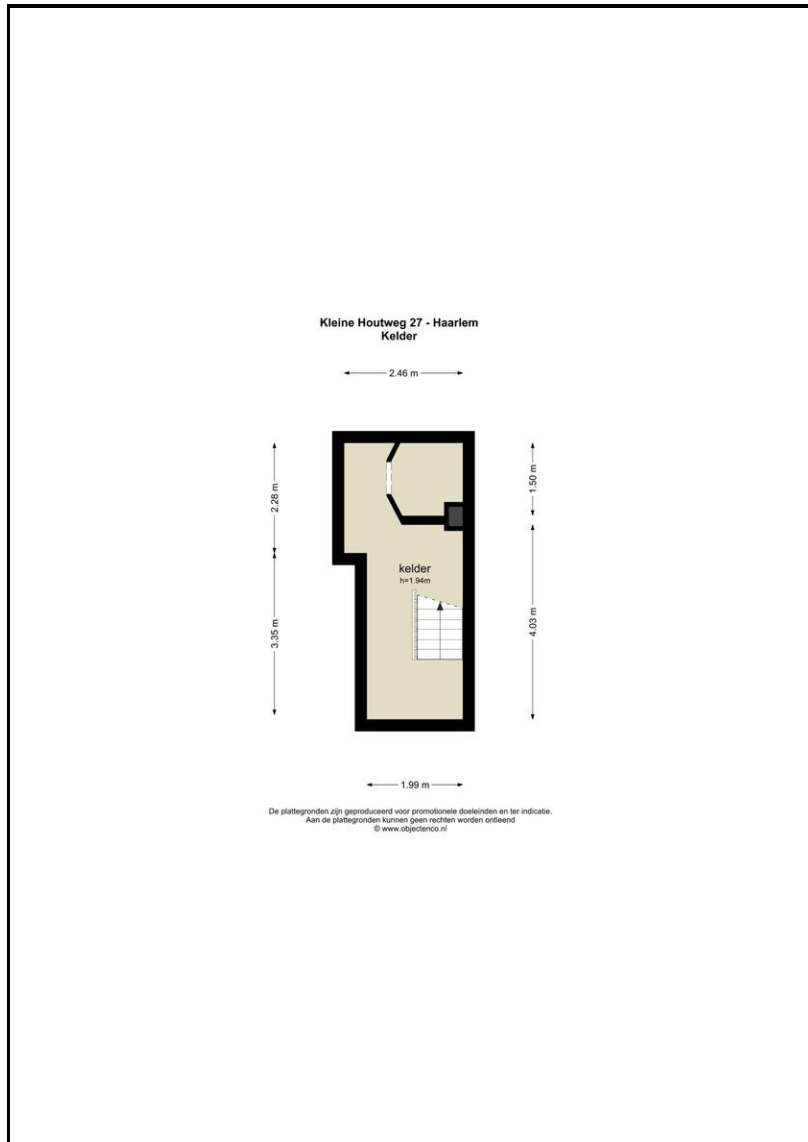 Kleine Houtweg 27 - Haarlem
Kelder
2.46 m
2.28 m
1.50 m
kelder
h=1.94m
3.35 m
4.03 m
1.99 m
De plattegronden zijn geproduceerd voor promotionele doeleinden en ter indicatie.
Aan de plattegronden kunnen geen rechten worden ontleend
© www.objectenco.nl